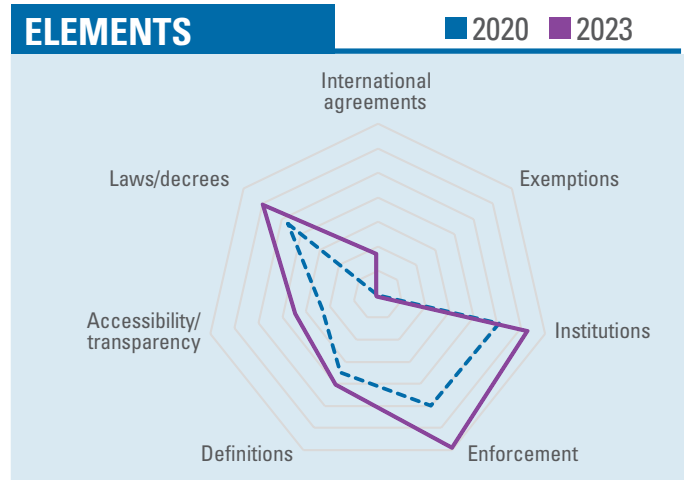 ELEMENTS
2020
2023
International
agreements
Laws/decrees
Exemptions
Accessibility/
transparency
Institutions
Definitions
Enforcement